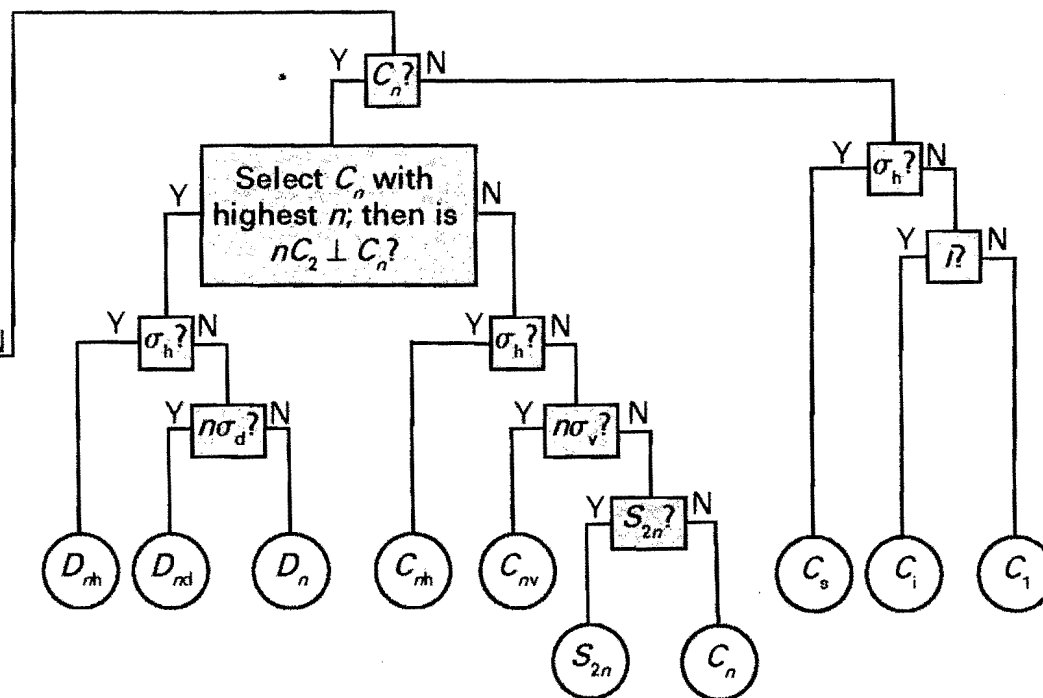 Y C_n? N
Y σ_h? N
Y Select C_n with N
highest n; then is
nC_2 ⊥ C_n?
Y i? N
Y σ_h? N
Y σ_h? N
N
Y nσ_d? N
Y nσ_v? N
Y S_2n? N
D_nh D_nd D_n C_nh C_nv C_s C_i C_1
S_2n C_n